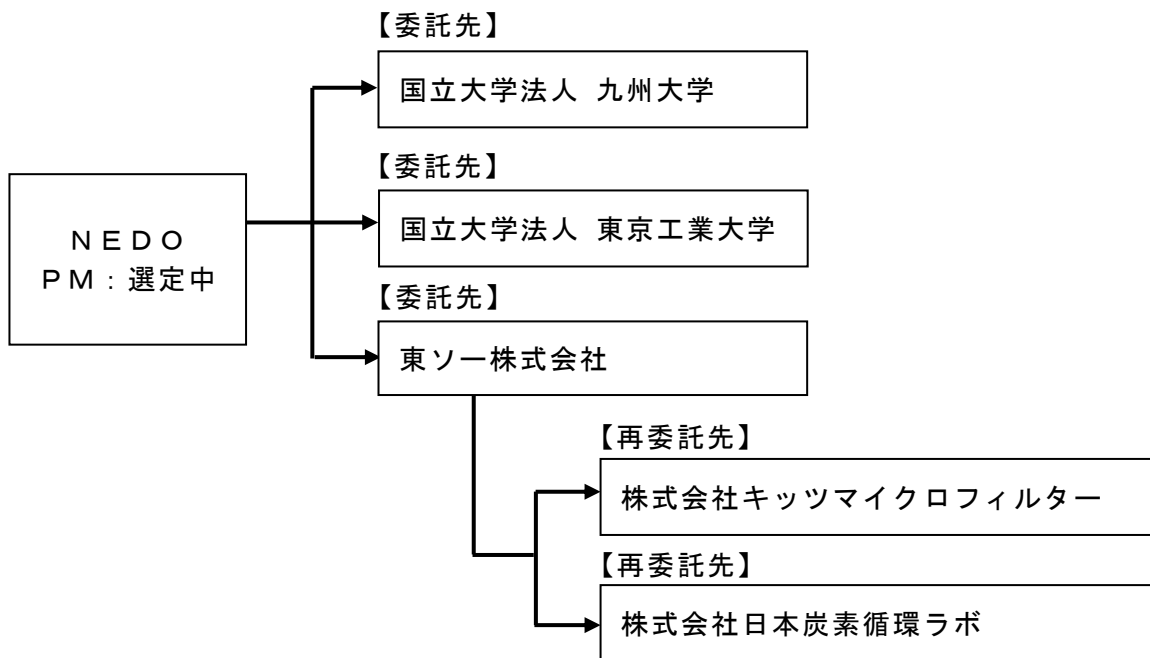 【委託先】
国立大学法人 九州大学
【委託先】
国立大学法人 東京工業大学
ＮＥＤＯ
ＰＭ：選定中
【委託先】
東ソー株式会社
【再委託先】
株式会社キッツマイクロフィルター
【再委託先】
株式会社日本炭素循環ラボ